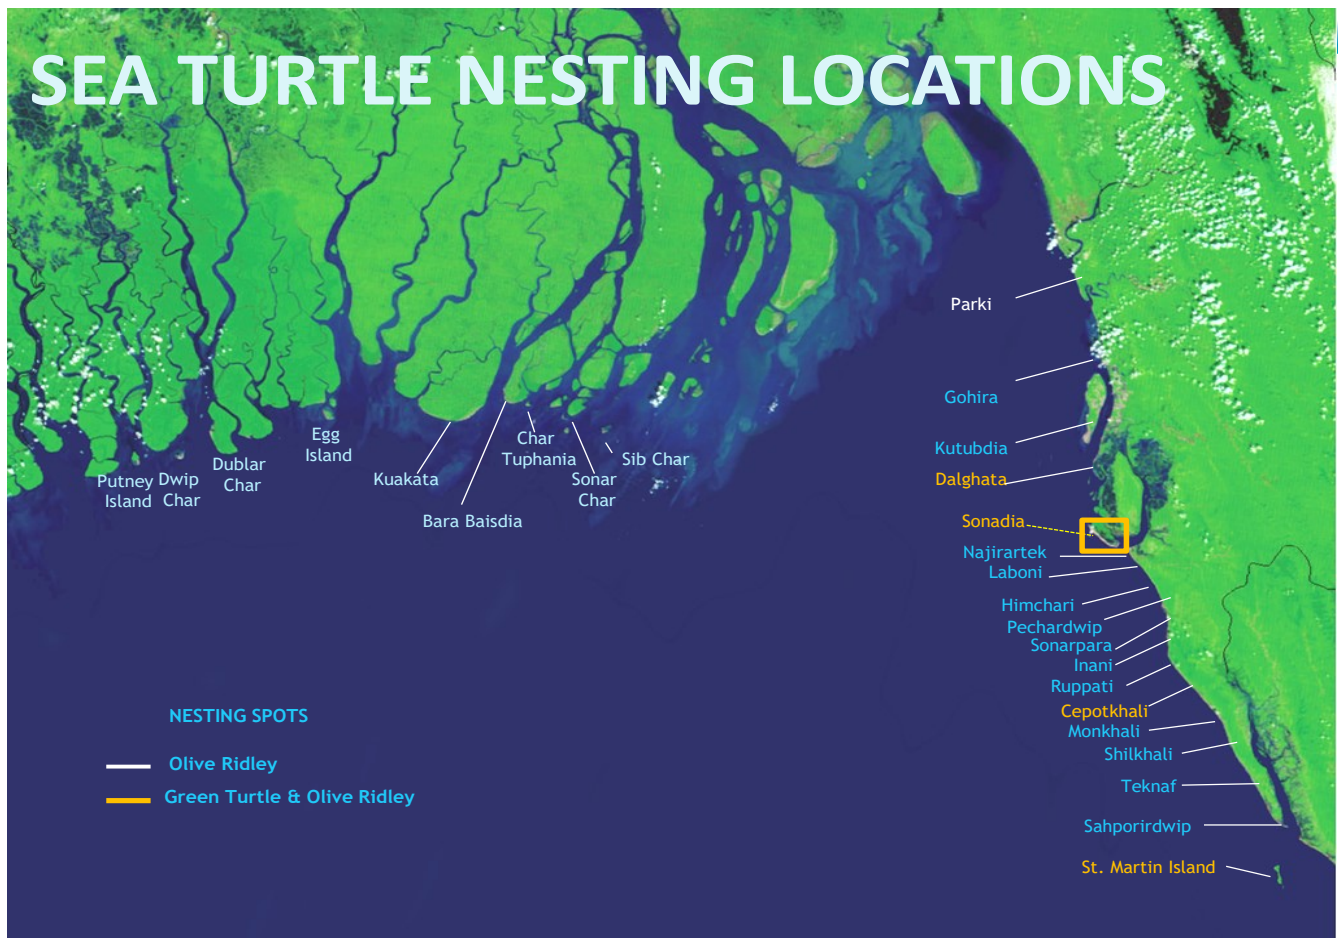 SEA TURTLE NESTING LOCATIONS
Parki
Gohira
Kutubdia
Dalghata
Sonadia
Najirartek
Laboni
Himchari
Pechardwip
Sonarpara
Inani
Ruppati
Cepotkhali
Monkhali
Shilkhali
Teknaf
Sahporirdwip
St. Martin Island
Putney
Island
Dwip
Char
Dublar
Char
Egg
Island
Kuakata
Bara Baisdia
Char
Tuphania
Sonar
Char
Sib Char
NESTING SPOTS
Olive Ridley
Green Turtle & Olive Ridley